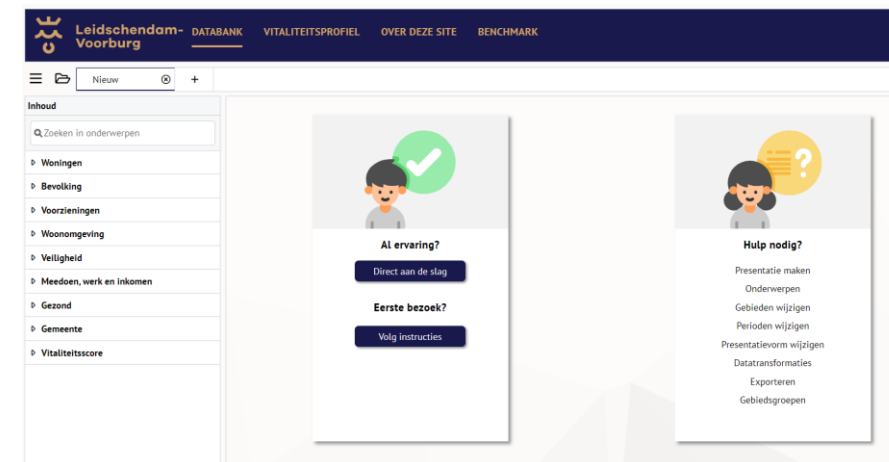 Leidschendam-
Voorburg
DATABANK VITALITEITSPROFIEL OVER DEZE SITE BENCHMARK
Nieuw +
Inhoud
Zoeken in onderwerpen
Woningen
Bevolking
Voorzieningen
Woonomgeving
Veiligheid
Meedoen, werk en inkomen
Gezond
Gemeente
Vitaliteitsscore
Al ervaring?
Direct aan de slag
Eerste bezoek?
Volg instructies
?
Hulp nodig?
Presentatie maken
Onderwerpen
Gebieden wijzigen
Perioden wijzigen
Presentatievorm wijzigen
Datatransformaties
Exporteren
Gebiedsgroepen